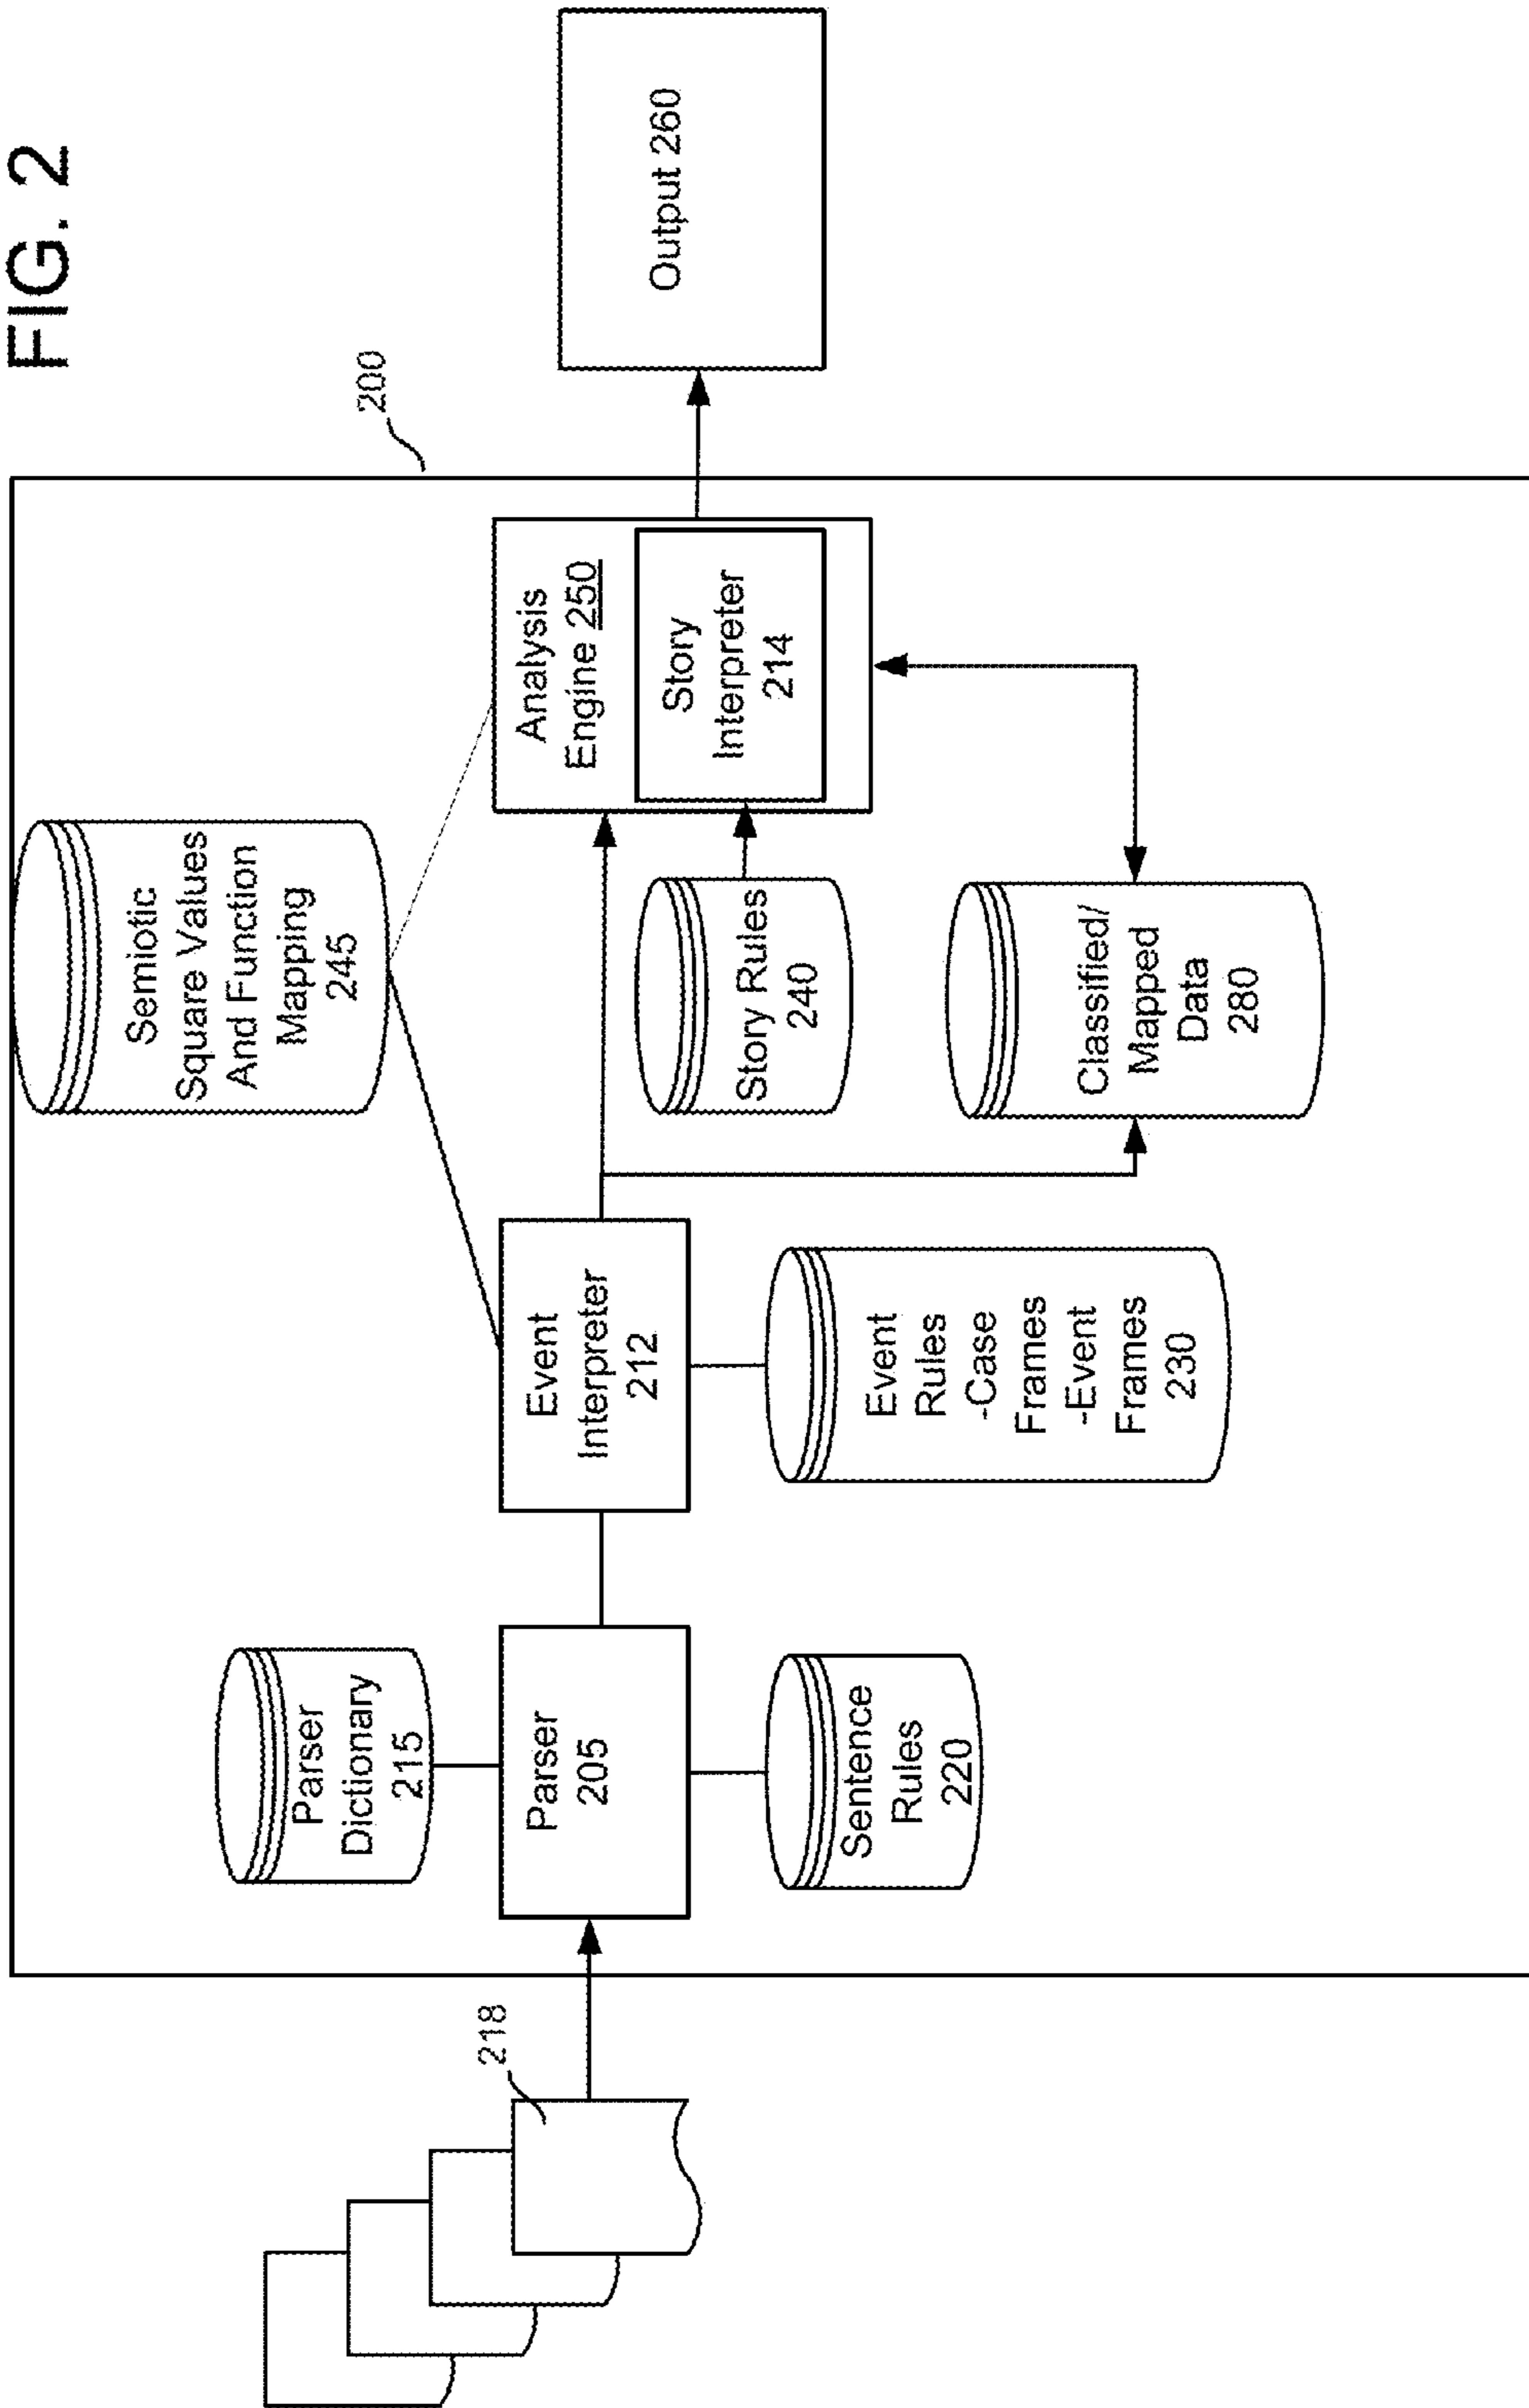 FIG. 2
200
218
Parser
Dictionary
215
Parser
205
Sentence
Rules
220
Event
Interpreter
212
Event
Rules
-Case
Frames
-Event
Frames
230
Semiotic
Square Values
And Function
Mapping
245
Story Rules
240
Classified/
Mapped
Data
280
Analysis
Engine 250
Story
Interpreter
214
Output 260